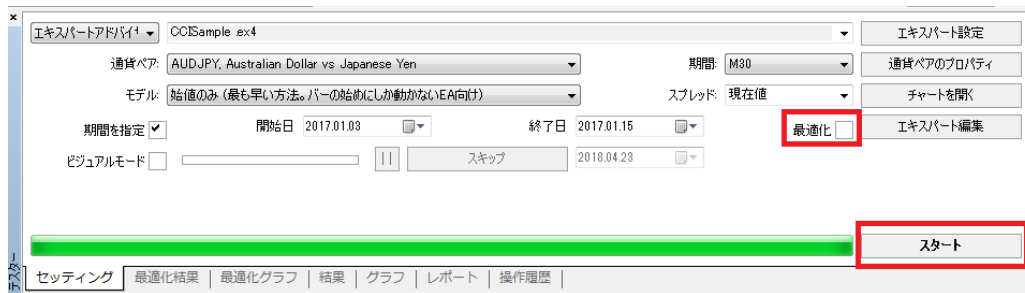 エキスパートアドバイ CCISample.ex4 エキスパート設定
通貨ペア: AUDJPY, Australian Dollar vs Japanese Yen 期間: M30 通貨ペアのプロパティ
モデル: 始値のみ (最も早い方法。バーの始めにしか動かないEA向け) スプレッド: 現在値 チャートを開く
期間を指定 開始日 2017.01.03 終了日 2017.01.15 最適化 エキスパート編集
ビジュアルモード スキップ 2018.04.23
スタート
テスター
セッティング 最適化結果 最適化グラフ 結果 グラフ レポート 操作履歴